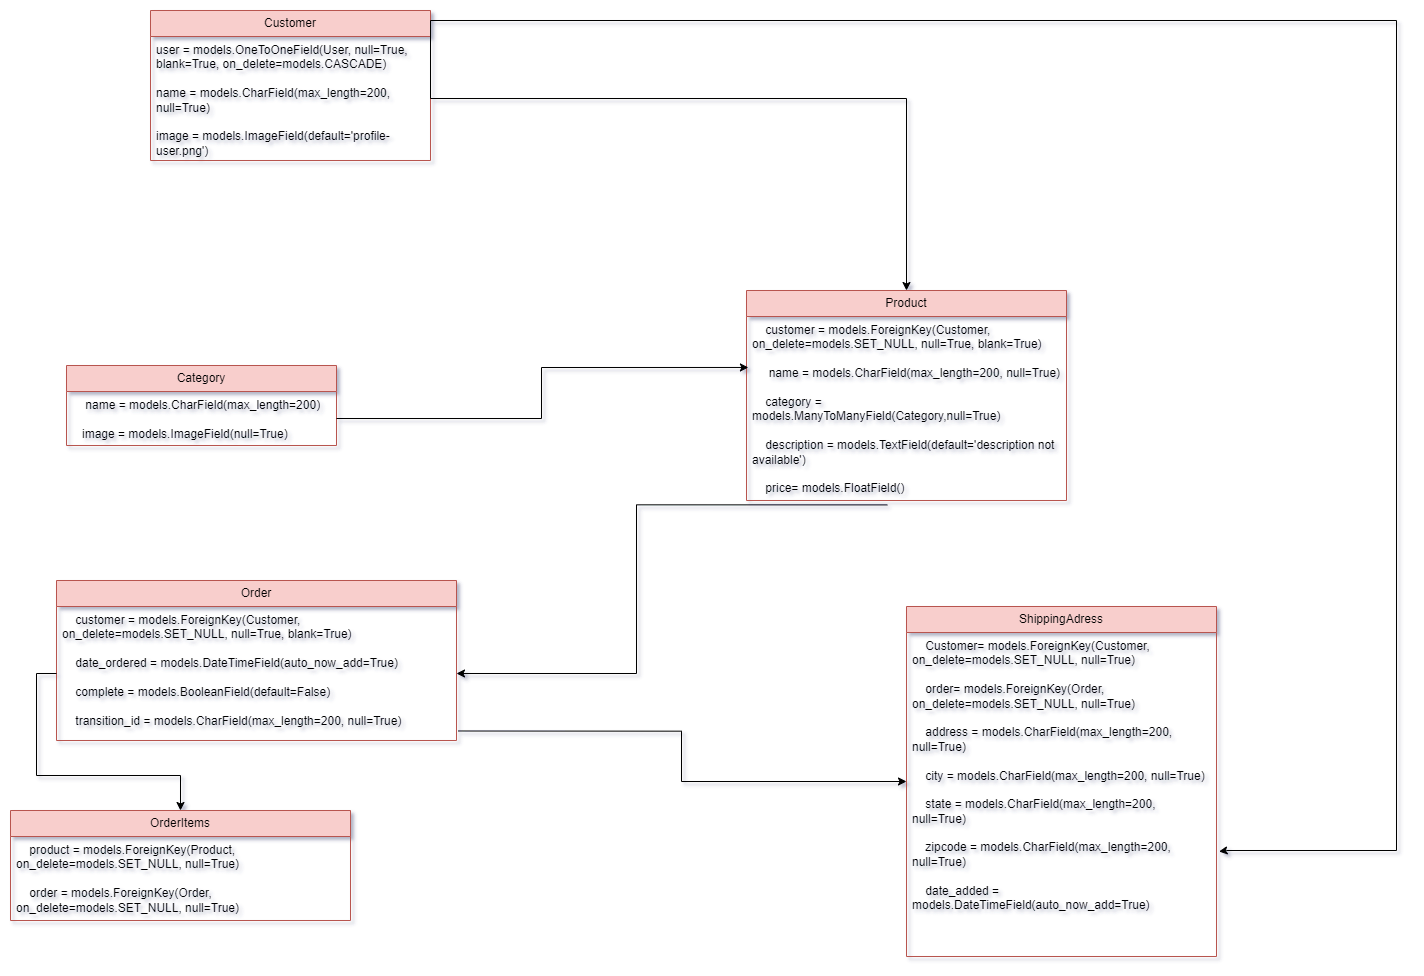 Customer
user = models.OneToOneField(User, null=True,
blank=True, on_delete=models.CASCADE)
name = models.CharField(max_length=200,
null=True)
image = models.ImageField(default='profile-
user.png')
Product
customer = models.ForeignKey(Customer,
on_delete=models.SET_NULL, null=True, blank=True)
name = models.CharField(max_length=200, null=True)
category =
models.ManyToManyField(Category,null=True)
description = models.TextField(default='description not
available')
price= models.FloatField()
Category
name = models.CharField(max_length=200)
image = models.ImageField(null=True)
Order
customer = models.ForeignKey(Customer,
on_delete=models.SET_NULL, null=True, blank=True)
date_ordered = models.DateTimeField(auto_now_add=True)
complete = models.BooleanField(default=False)
transition_id = models.CharField(max_length=200, null=True)
ShippingAdress
Customer= models.ForeignKey(Customer,
on_delete=models.SET_NULL, null=True)
order= models.ForeignKey(Order,
on_delete=models.SET_NULL, null=True)
address = models.CharField(max_length=200,
null=True)
city = models.CharField(max_length=200, null=True)
state = models.CharField(max_length=200,
null=True)
zipcode = models.CharField(max_length=200,
null=True)
date_added =
models.DateTimeField(auto_now_add=True)
OrderItems
product = models.ForeignKey(Product,
on_delete=models.SET_NULL, null=True)
order = models.ForeignKey(Order,
on_delete=models.SET_NULL, null=True)